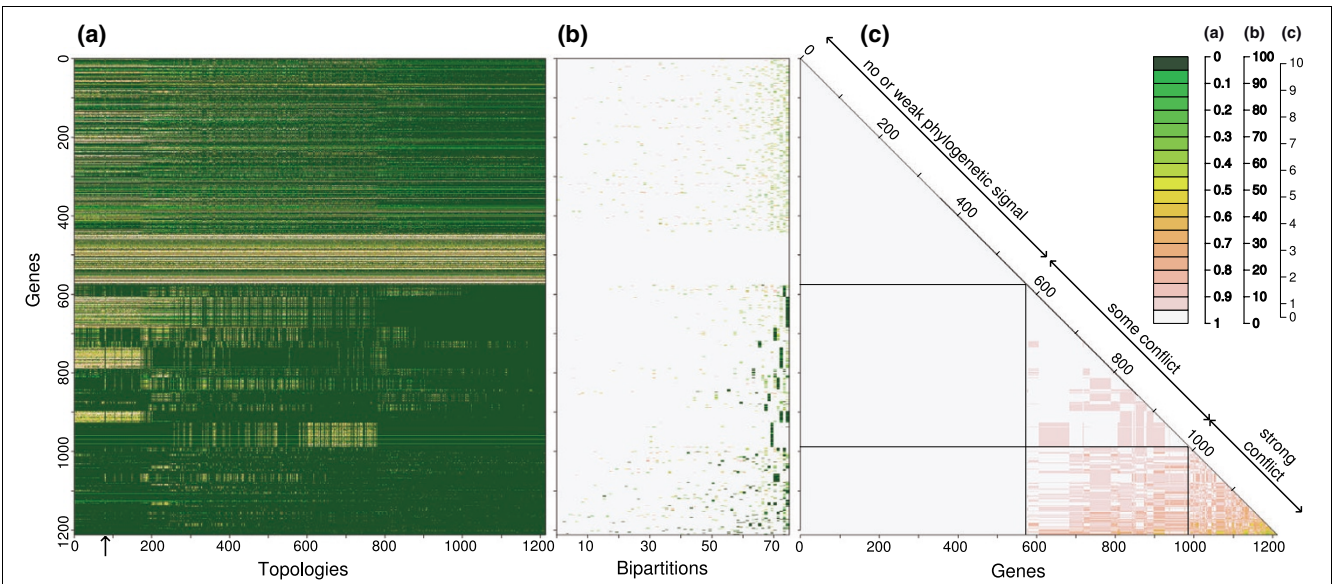 (a)
(b)
(c)
(a) (b) (c)
0
200
400
600
800
1000
1200
Genes
0 200 400 600 800 1000 1200
Topologies
10 30 50 70
Bipartitions
0
200
400
600
800
1000
no or weak phylogenetic signal
some conflict
strong
conflict
0 200 400 600 800 1000 1200
Genes
0 100 10
0.1 90 9
0.2 80 8
0.3 70 7
0.4 60 6
0.5 50 5
0.6 40 4
0.7 30 3
0.8 20 2
0.9 10 1
1 0 0